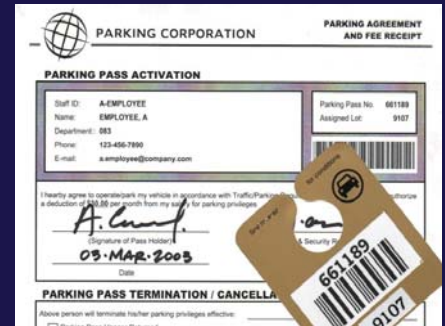 PARKING CORPORATION
PARKING AGREEMENT
AND FEE RECEIPT
PARKING PASS ACTIVATION
Staff ID: A-EMPLOYEE
Name: EMPLOYEE, A
Department: 083
Phone: 123-456-7890
E-mail: a.employee@company.com
Parking Pass No. 661189
Assigned Lot: 9107
I hearby agree to operate/park my vehicle in accordance with Traffic/Parking
a deduction of $30.00 per month from my
for parking privileges
(Signature of Pass Holder)
& Security
03·MAR·2003
Date
661189
9107
PARKING PASS TERMINATION /
Above person will terminate his/her parking privileges effective: